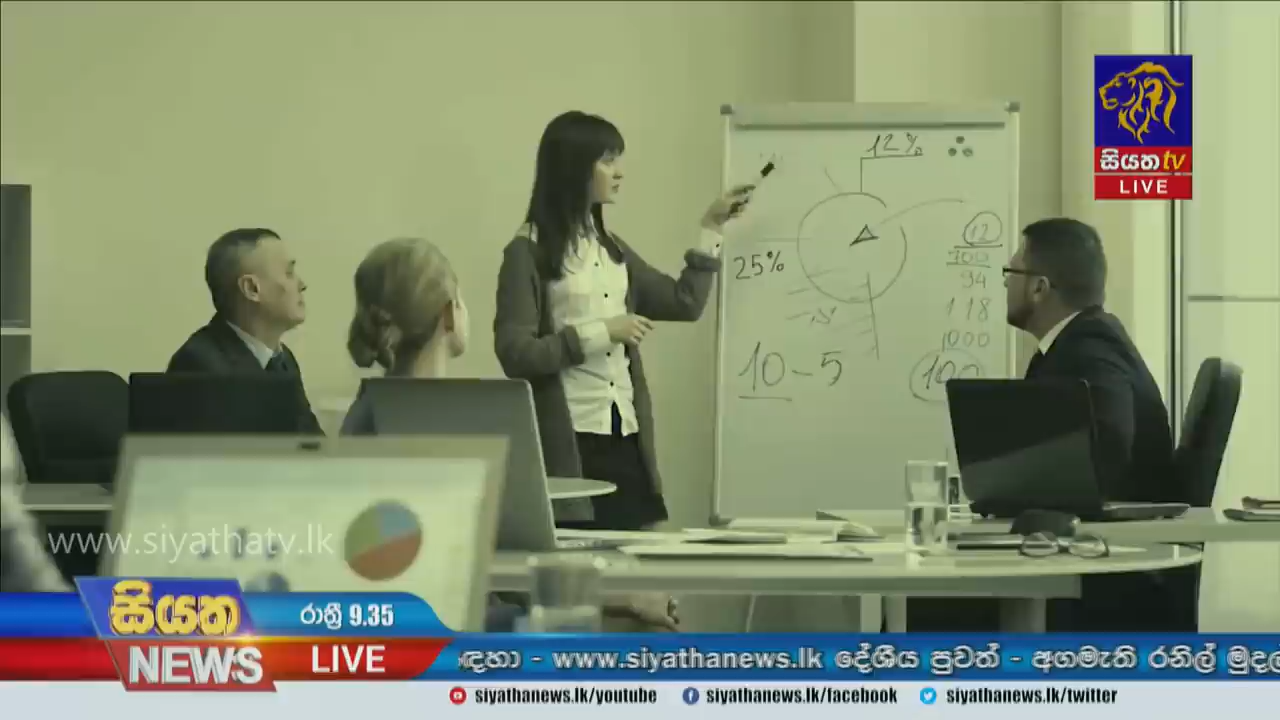 සියත tv
LIVE
12%
25%
12
700
94
118
1000
10-5
100
www.siyathatv.lk
සියත
NEWS
රාත්‍රී 9.35
LIVE
- www.siyathanews.lk දේශීය පුවත් - අගමැති රනිල්
siyathanews.lk/youtube
siyathanews.lk/facebook
siyathanews.lk/twitter